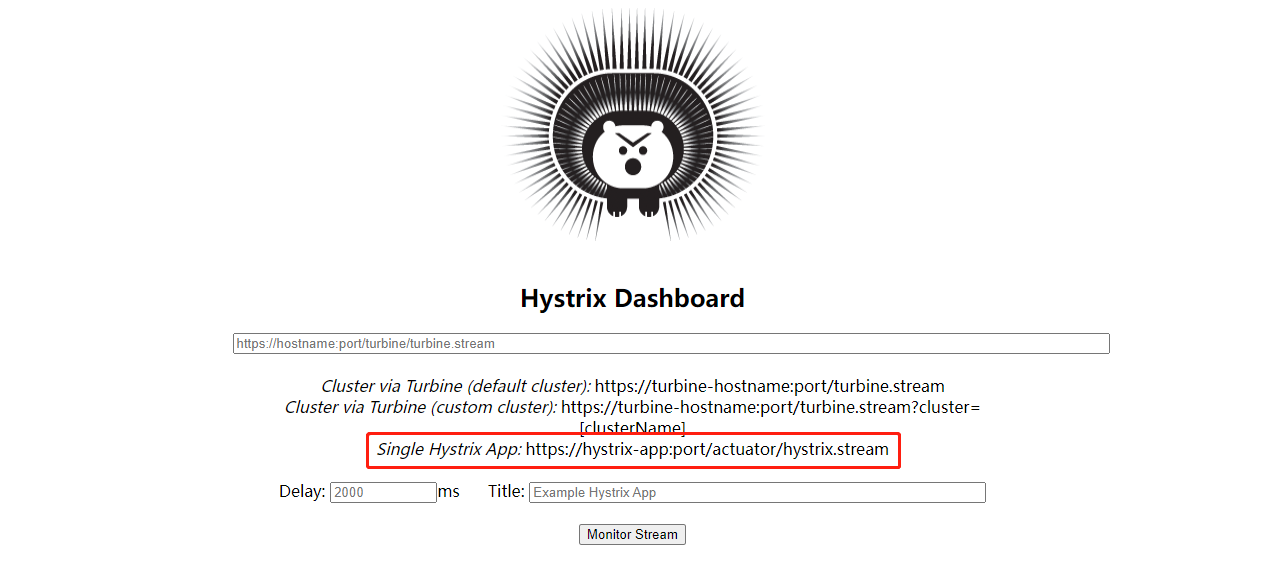 Hystrix Dashboard
https://hostname:port/turbine/turbine.stream
Cluster via Turbine (default cluster): https://turbine-hostname:port/turbine.stream
Cluster via Turbine (custom cluster): https://turbine-hostname:port/turbine.stream?cluster=
[clusterName]
Single Hystrix App: https://hystrix-app:port/actuator/hystrix.stream
Delay: 2000 ms Title: Example Hystrix App
Monitor Stream